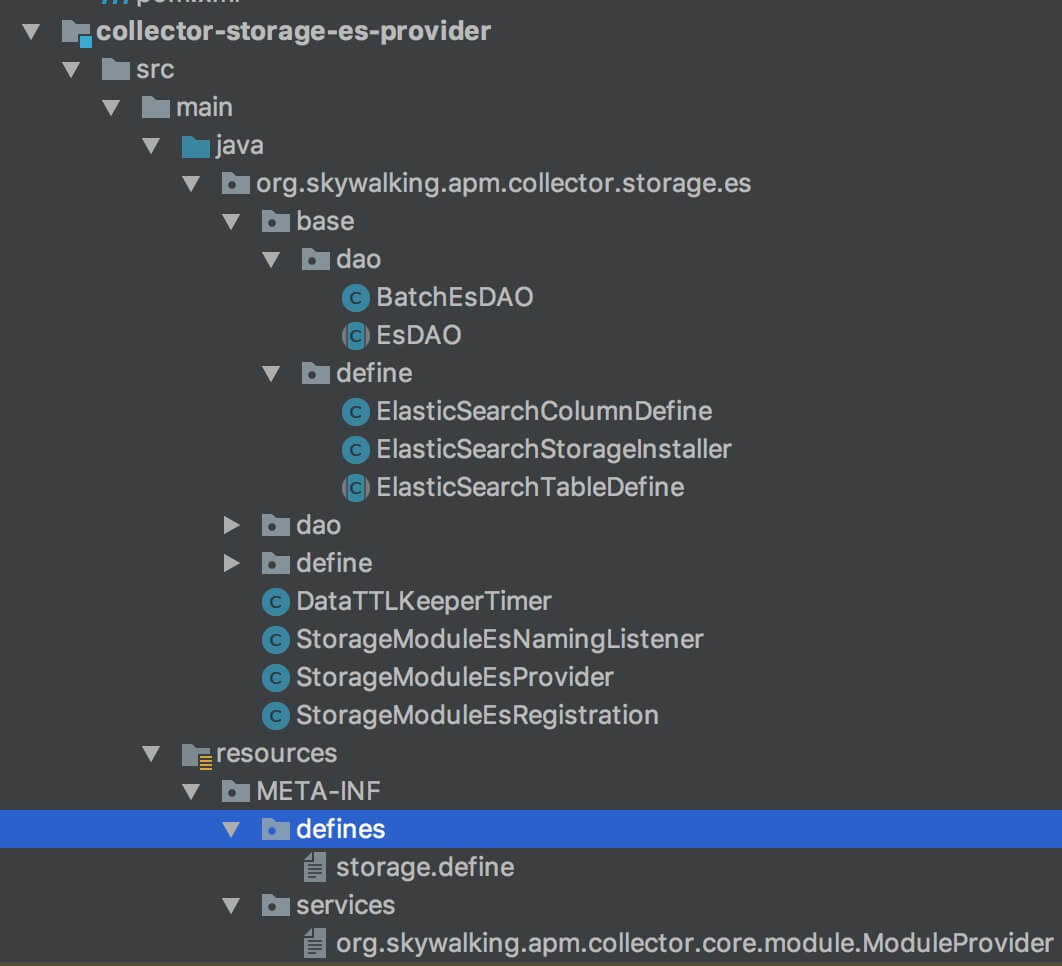 collector-storage-es-provider
src
main
java
org.skywalking.apm.collector.storage.es
base
dao
BatchEsDAO
EsDAO
define
ElasticSearchColumnDefine
ElasticSearchStorageInstaller
ElasticSearchTableDefine
dao
define
DataTTLKeeperTimer
StorageModuleEsNamingListener
StorageModuleEsProvider
StorageModuleEsRegistration
resources
META-INF
defines
storage.define
services
org.skywalking.apm.collector.core.module.ModuleProvider